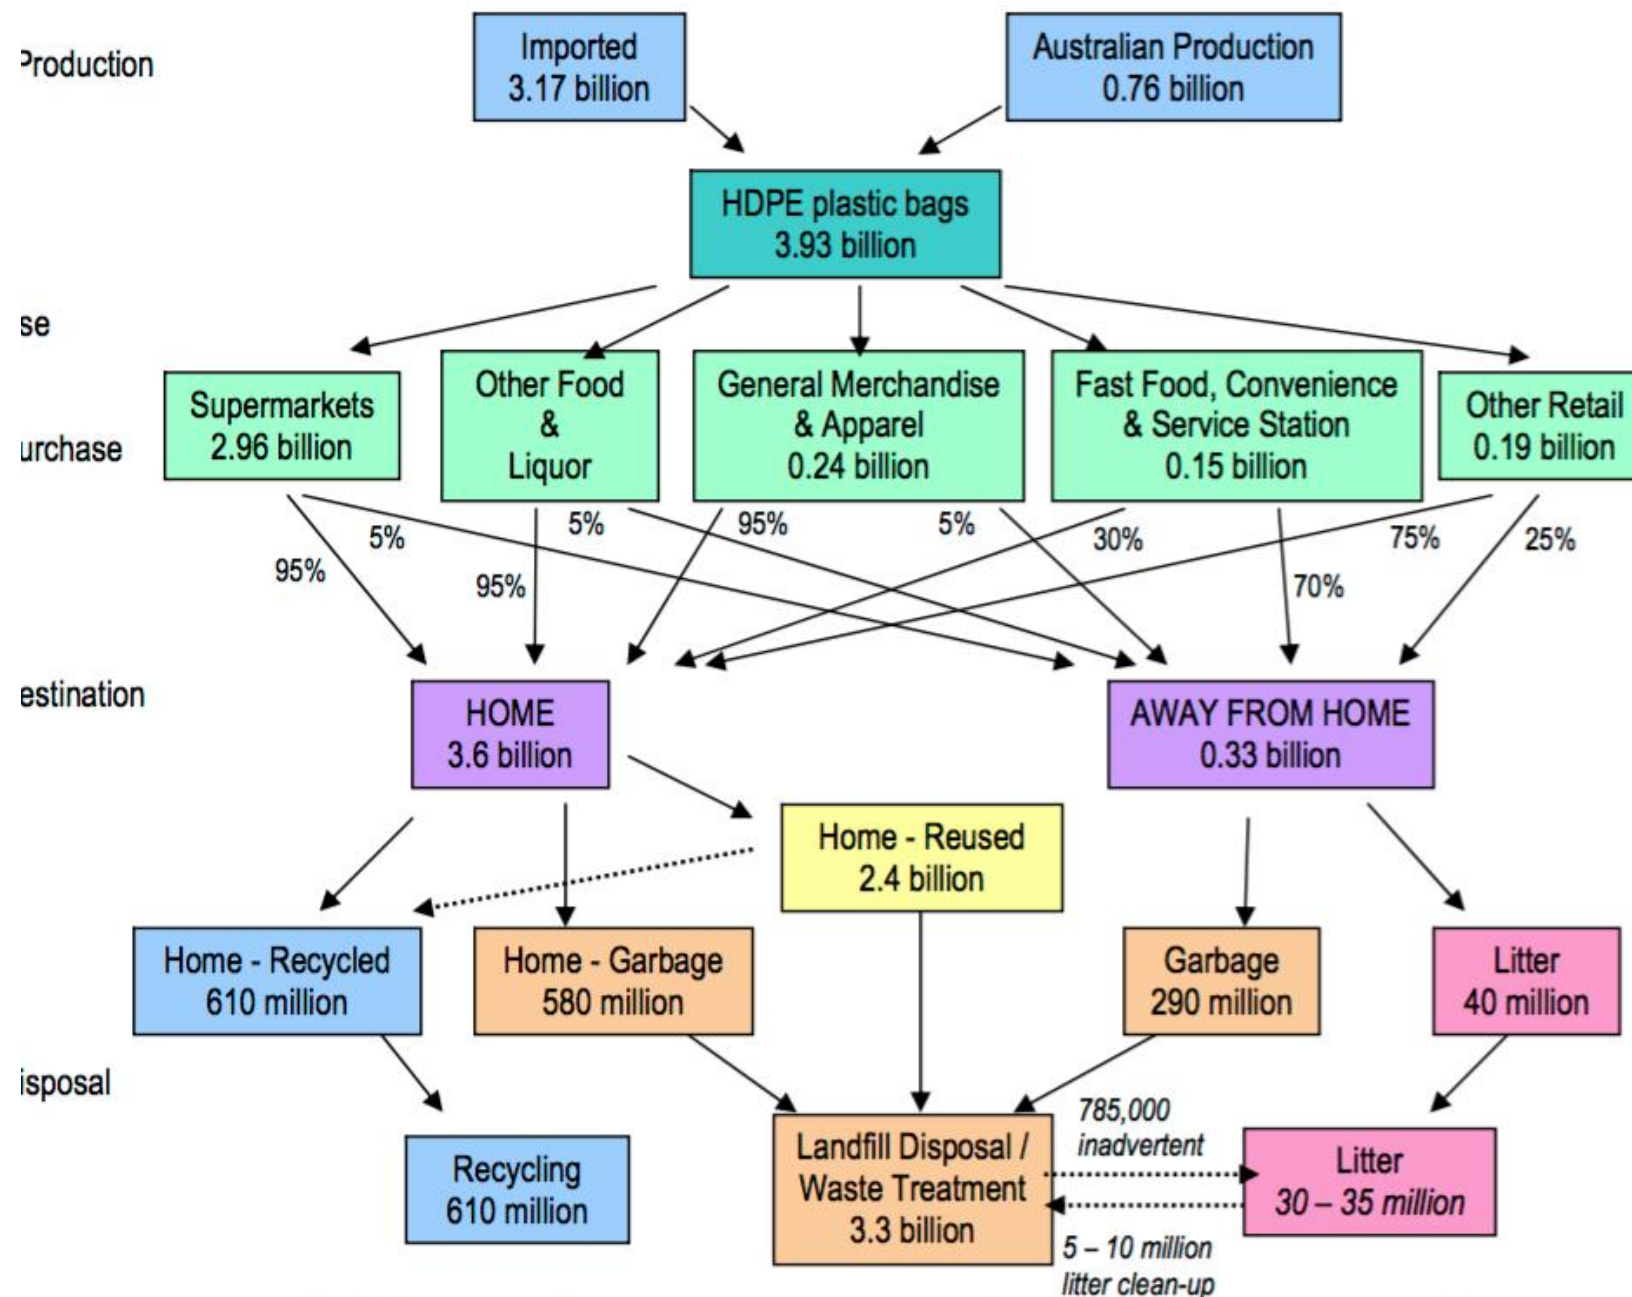 Production
Imported
3.17 billion
Australian Production
0.76 billion
HDPE plastic bags
3.93 billion
se
urchase
Supermarkets
2.96 billion
Other Food
&
Liquor
General Merchandise
& Apparel
0.24 billion
Fast Food, Convenience
& Service Station
0.15 billion
Other Retail
0.19 billion
95%
5%
95%
5%
95%
5%
30%
70%
75%
25%
estination
HOME
3.6 billion
AWAY FROM HOME
0.33 billion
Home - Reused
2.4 billion
Home - Recycled
610 million
Home - Garbage
580 million
Garbage
290 million
Litter
40 million
isposal
Recycling
610 million
Landfill Disposal /
Waste Treatment
3.3 billion
785,000
inadvertent
5 – 10 million
litter clean-up
Litter
30 – 35 million